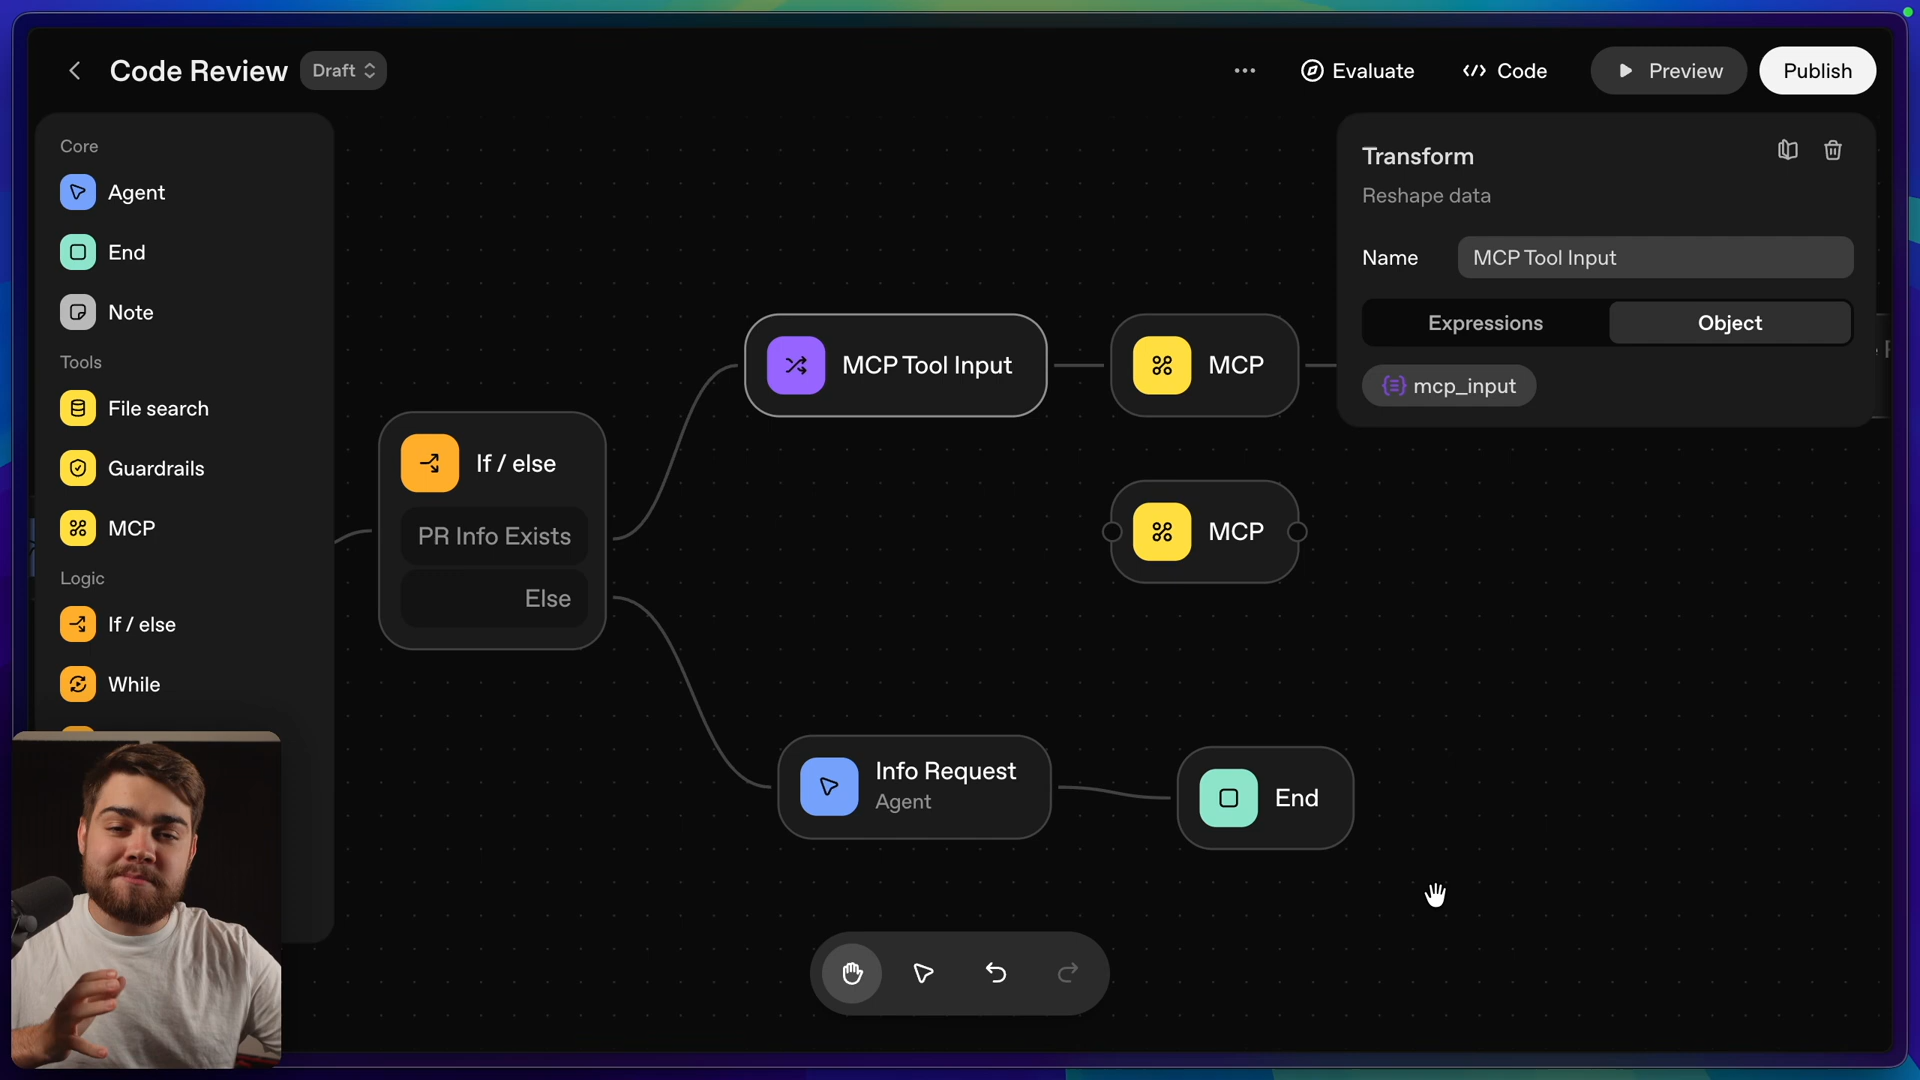 Code Review
Draft
Evaluate
Code
Preview
Publish
Core
Agent
End
Note
Tools
File search
Guardrails
MCP
Logic
If / else
While
If / else
PR Info Exists
Else
MCP Tool Input
MCP
MCP
Info Request
Agent
End
Transform
Reshape data
Name
MCP Tool Input
Expressions
Object
mcp_input